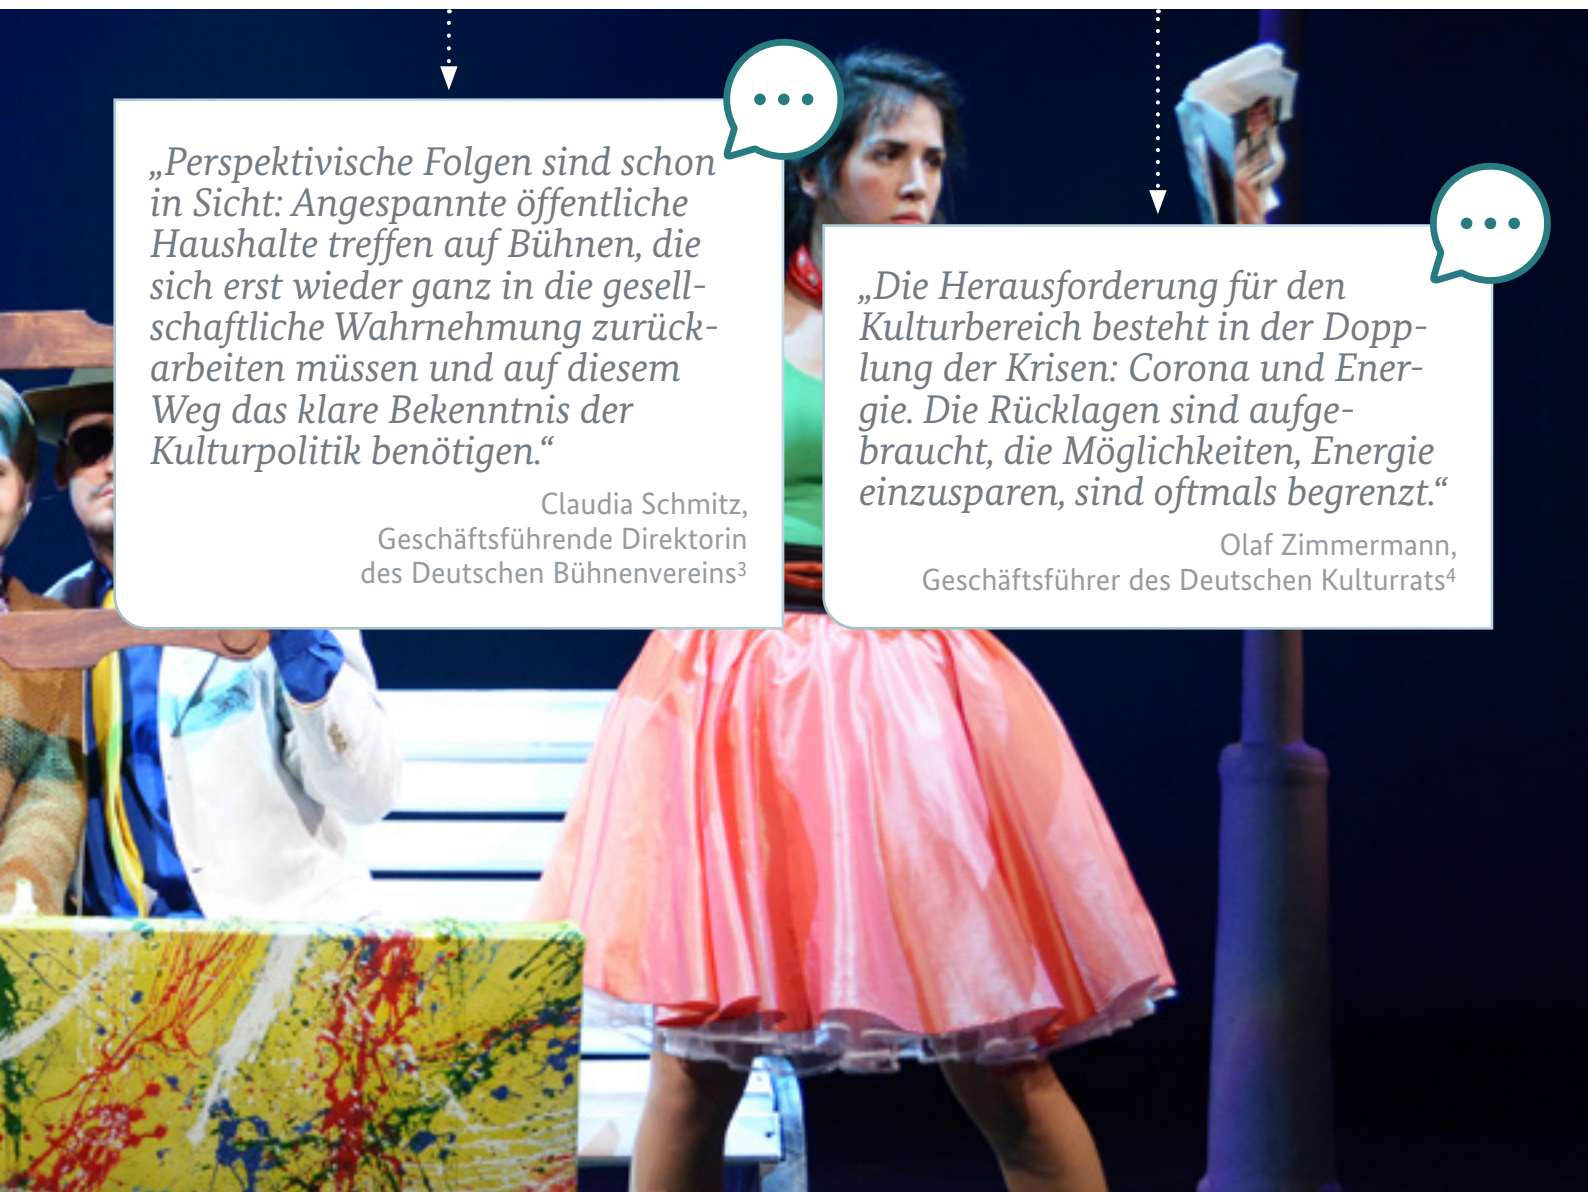 „Perspektivische Folgen sind schon
in Sicht: Angespannte öffentliche
Haushalte treffen auf Bühnen, die
sich erst wieder ganz in die gesell-
schaftliche Wahrnehmung zurück-
arbeiten müssen und auf diesem
Weg das klare Bekenntnis der
Kulturpolitik benötigen.“
Claudia Schmitz,
Geschäftsführende Direktorin
des Deutschen Bühnenvereins³
„Die Herausforderung für den
Kulturbereich besteht in der Dopp-
lung der Krisen: Corona und Ener-
gie. Die Rücklagen sind aufge-
braucht, die Möglichkeiten, Energie
einzusparen, sind oftmals begrenzt.“
Olaf Zimmermann,
Geschäftsführer des Deutschen Kulturrats⁴